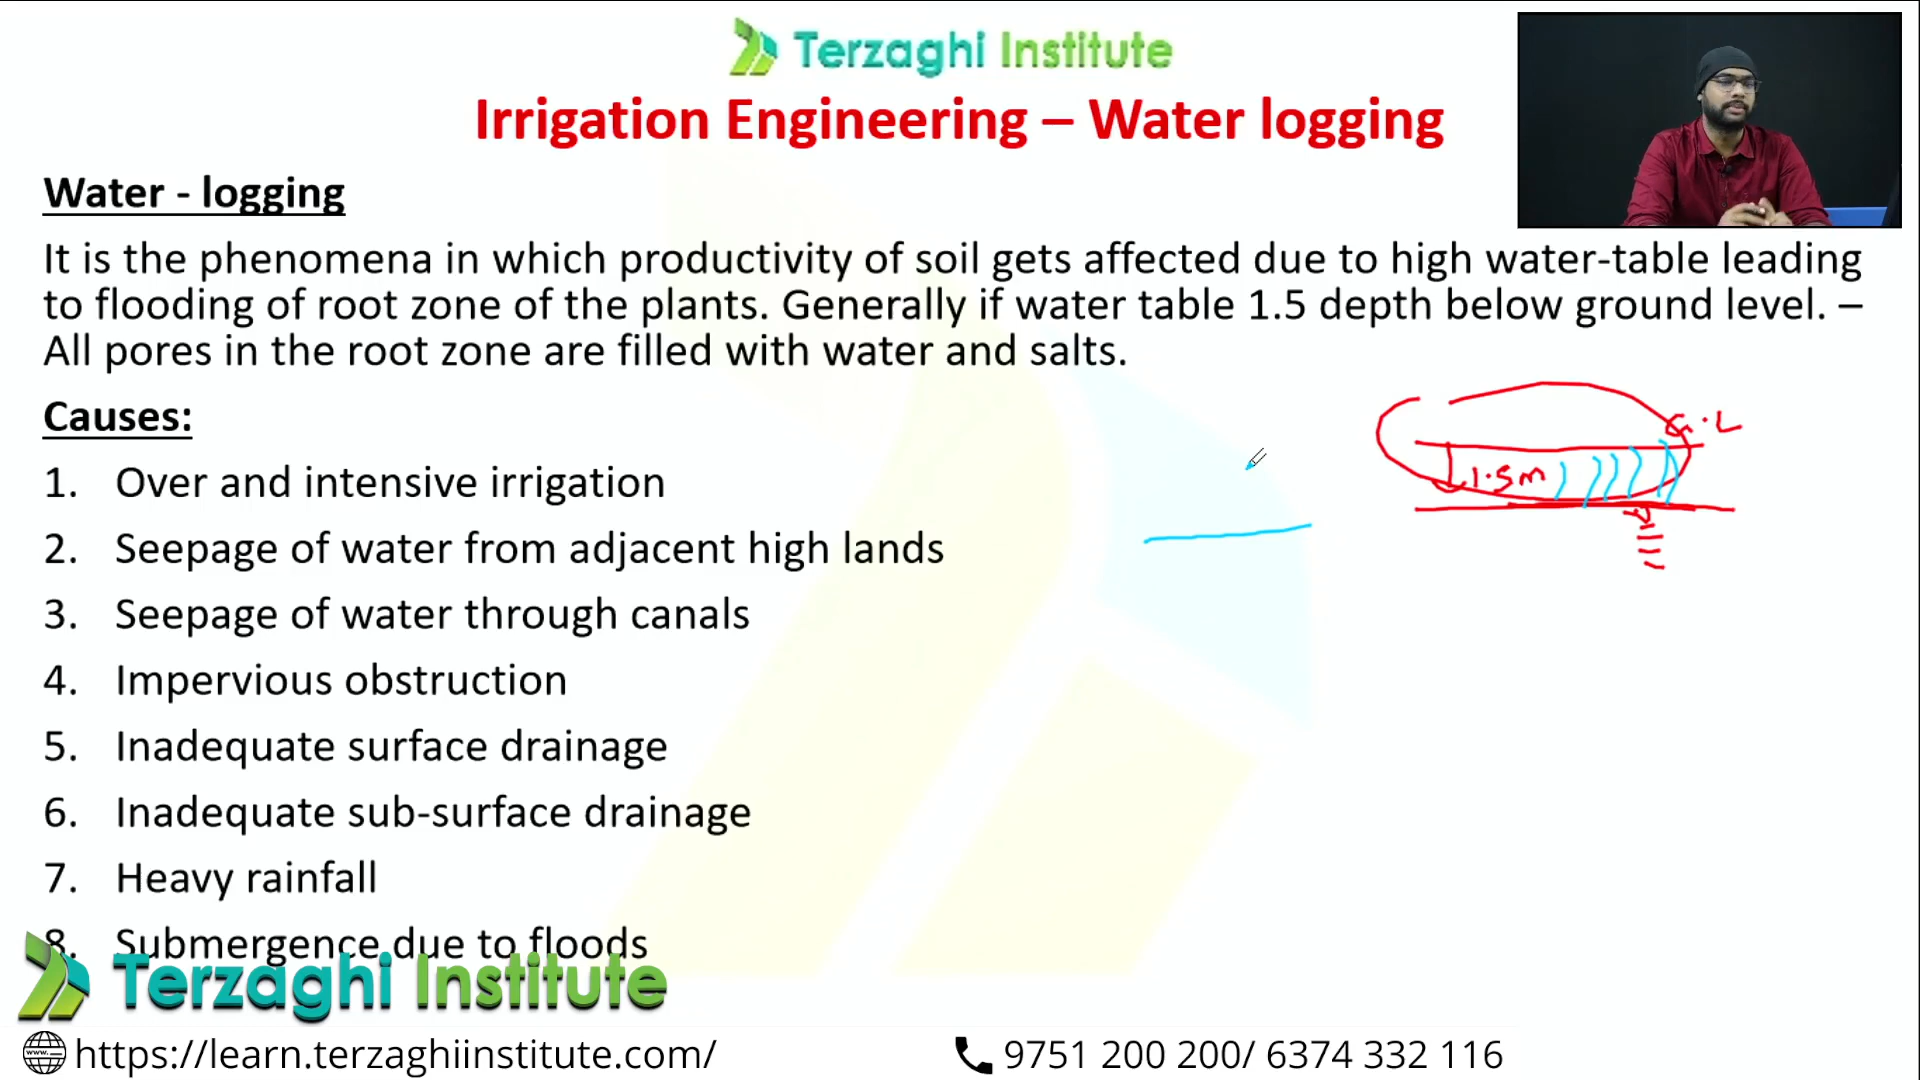 Terzaghi Institute
Irrigation Engineering – Water logging
Water - logging
It is the phenomena in which productivity of soil gets affected due to high water-table leading
to flooding of root zone of the plants. Generally if water table 1.5 depth below ground level. –
All pores in the root zone are filled with water and salts.
G.L
1.5m
Causes:
1. Over and intensive irrigation
2. Seepage of water from adjacent high lands
3. Seepage of water through canals
4. Impervious obstruction
5. Inadequate surface drainage
6. Inadequate sub-surface drainage
7. Heavy rainfall
8. Submergence due to floods
Terzaghi Institute
https://learn.terzaghiinstitute.com/
9751 200 200/ 6374 332 116